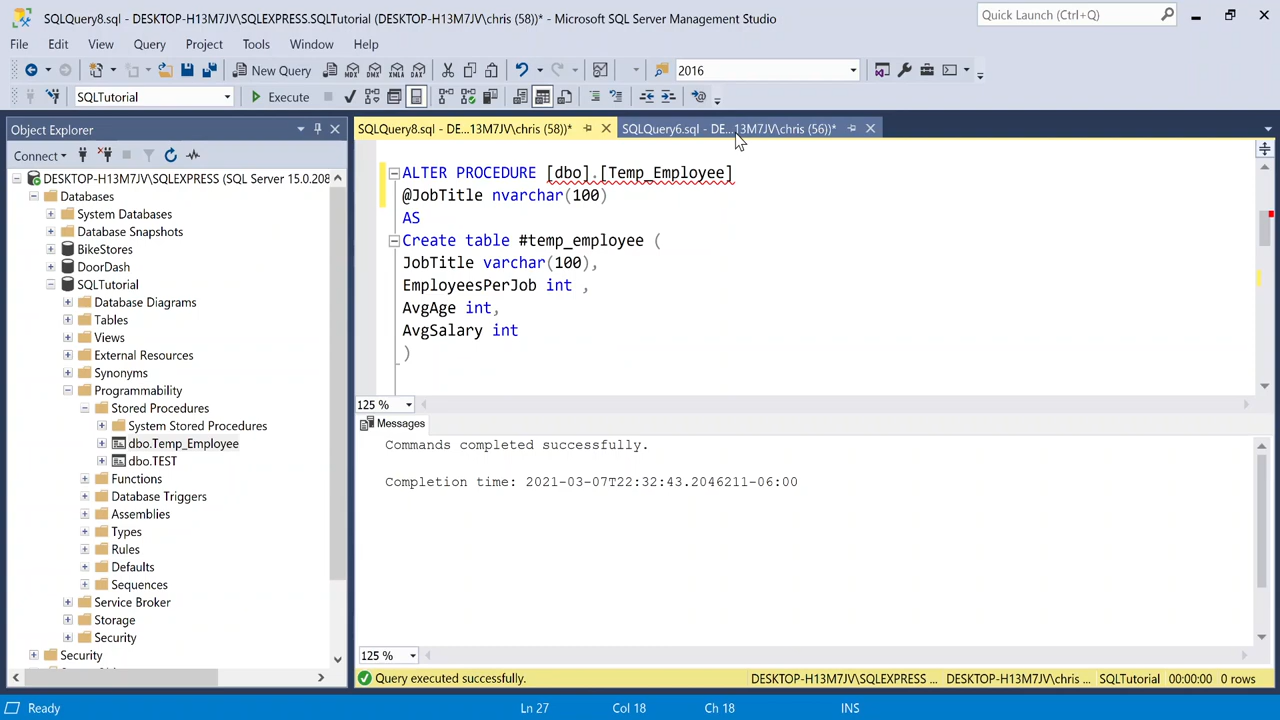 SQLQuery8.sql - DESKTOP-H13M7JV\SQLEXPRESS.SQLTutorial (DESKTOP-H13M7JV\chris (58))* - Microsoft SQL Server Management Studio
Quick Launch (Ctrl+Q)
File Edit View Query Project Tools Window Help
New Query MDX DMX XMLA DAX 2016
SQLTutorial Execute
Object Explorer
SQLQuery8.sql - DE...13M7JV\chris (58))* SQLQuery6.sql - DE...13M7JV\chris (56))*
Connect
DESKTOP-H13M7JV\SQLEXPRESS (SQL Server 15.0.208
Databases
System Databases
Database Snapshots
BikeStores
DoorDash
SQLTutorial
Database Diagrams
Tables
Views
External Resources
Synonyms
Programmability
Stored Procedures
System Stored Procedures
dbo.Temp_Employee
dbo.TEST
Functions
Database Triggers
Assemblies
Types
Rules
Defaults
Sequences
Service Broker
Storage
Security
Security
ALTER PROCEDURE [dbo].[Temp_Employee]
@JobTitle nvarchar(100)
AS
Create table #temp_employee (
JobTitle varchar(100),
EmployeesPerJob int ,
AvgAge int,
AvgSalary int
)
125 %
Messages
Commands completed successfully.
Completion time: 2021-03-07T22:32:43.2046211-06:00
125 %
Query executed successfully. DESKTOP-H13M7JV\SQLEXPRESS ... DESKTOP-H13M7JV\chris ... SQLTutorial 00:00:00 0 rows
Ready Ln 27 Col 18 Ch 18 INS